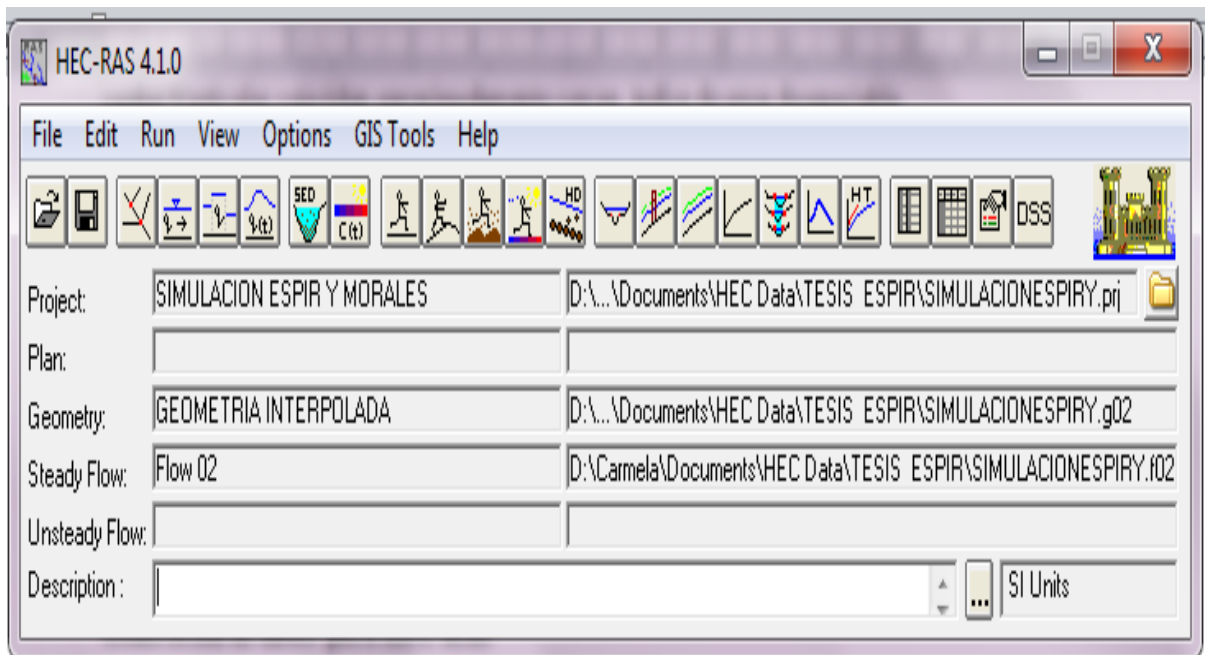 HEC-RAS 4.1.0
File Edit Run View Options GIS Tools Help
SED C(t) HD HT DSS
Project: SIMULACION ESPIR Y MORALES D:\...\Documents\HEC Data\TESIS ESPIR\SIMULACIONESPIRY.prj
Plan:
Geometry: GEOMETRIA INTERPOLADA D:\...\Documents\HEC Data\TESIS ESPIR\SIMULACIONESPIRY.g02
Steady Flow: Flow 02 D:\Carmela\Documents\HEC Data\TESIS ESPIR\SIMULACIONESPIRY.f02
Unsteady Flow:
Description : ... SI Units